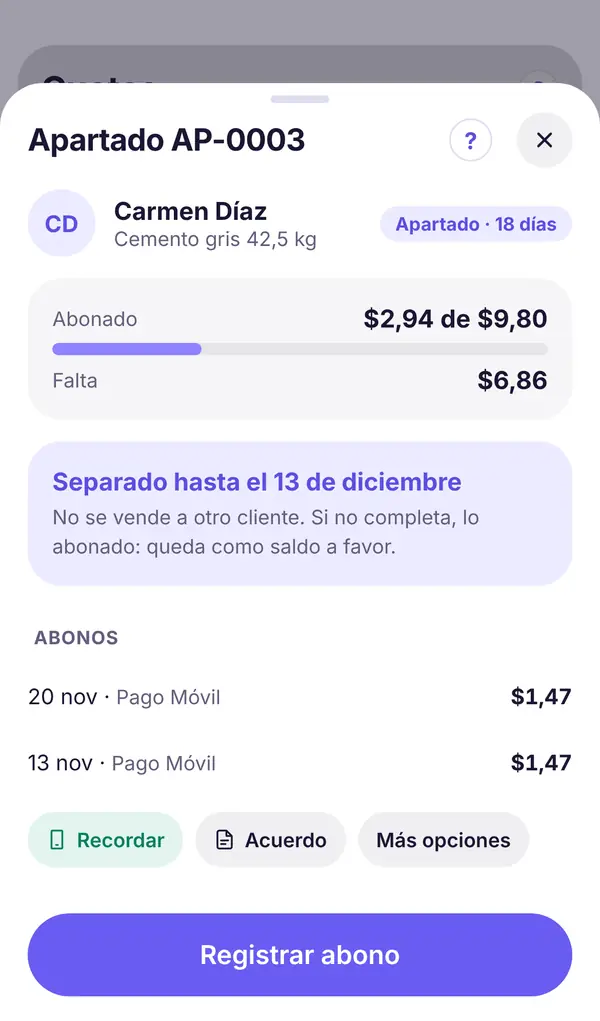 Apartado AP-0003
?
CD
Carmen Díaz
Cemento gris 42,5 kg
Apartado · 18 días
Abonado
$2,94 de $9,80
Falta
$6,86
Separado hasta el 13 de diciembre
No se vende a otro cliente. Si no completa, lo
abonado: queda como saldo a favor.
ABONOS
20 nov · Pago Móvil
$1,47
13 nov · Pago Móvil
$1,47
Recordar
Acuerdo
Más opciones
Registrar abono